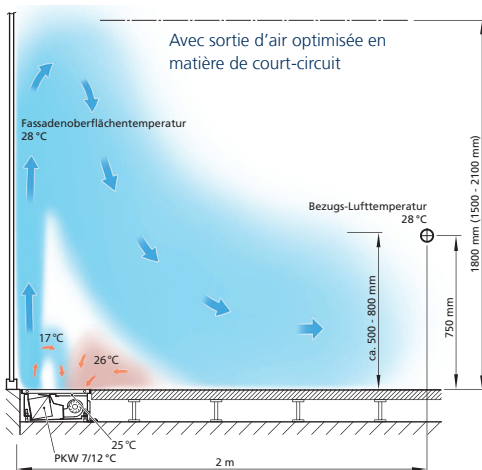 Avec sortie d'air optimisée en
matière de court-circuit
Fassadenoberflächentemperatur
28 °C
Bezugs-Lufttemperatur
28 °C
1800 mm (1500 - 2100 mm)
ca. 500 - 800 mm
750 mm
17 °C
26 °C
25 °C
PKW 7/12 °C
2 m